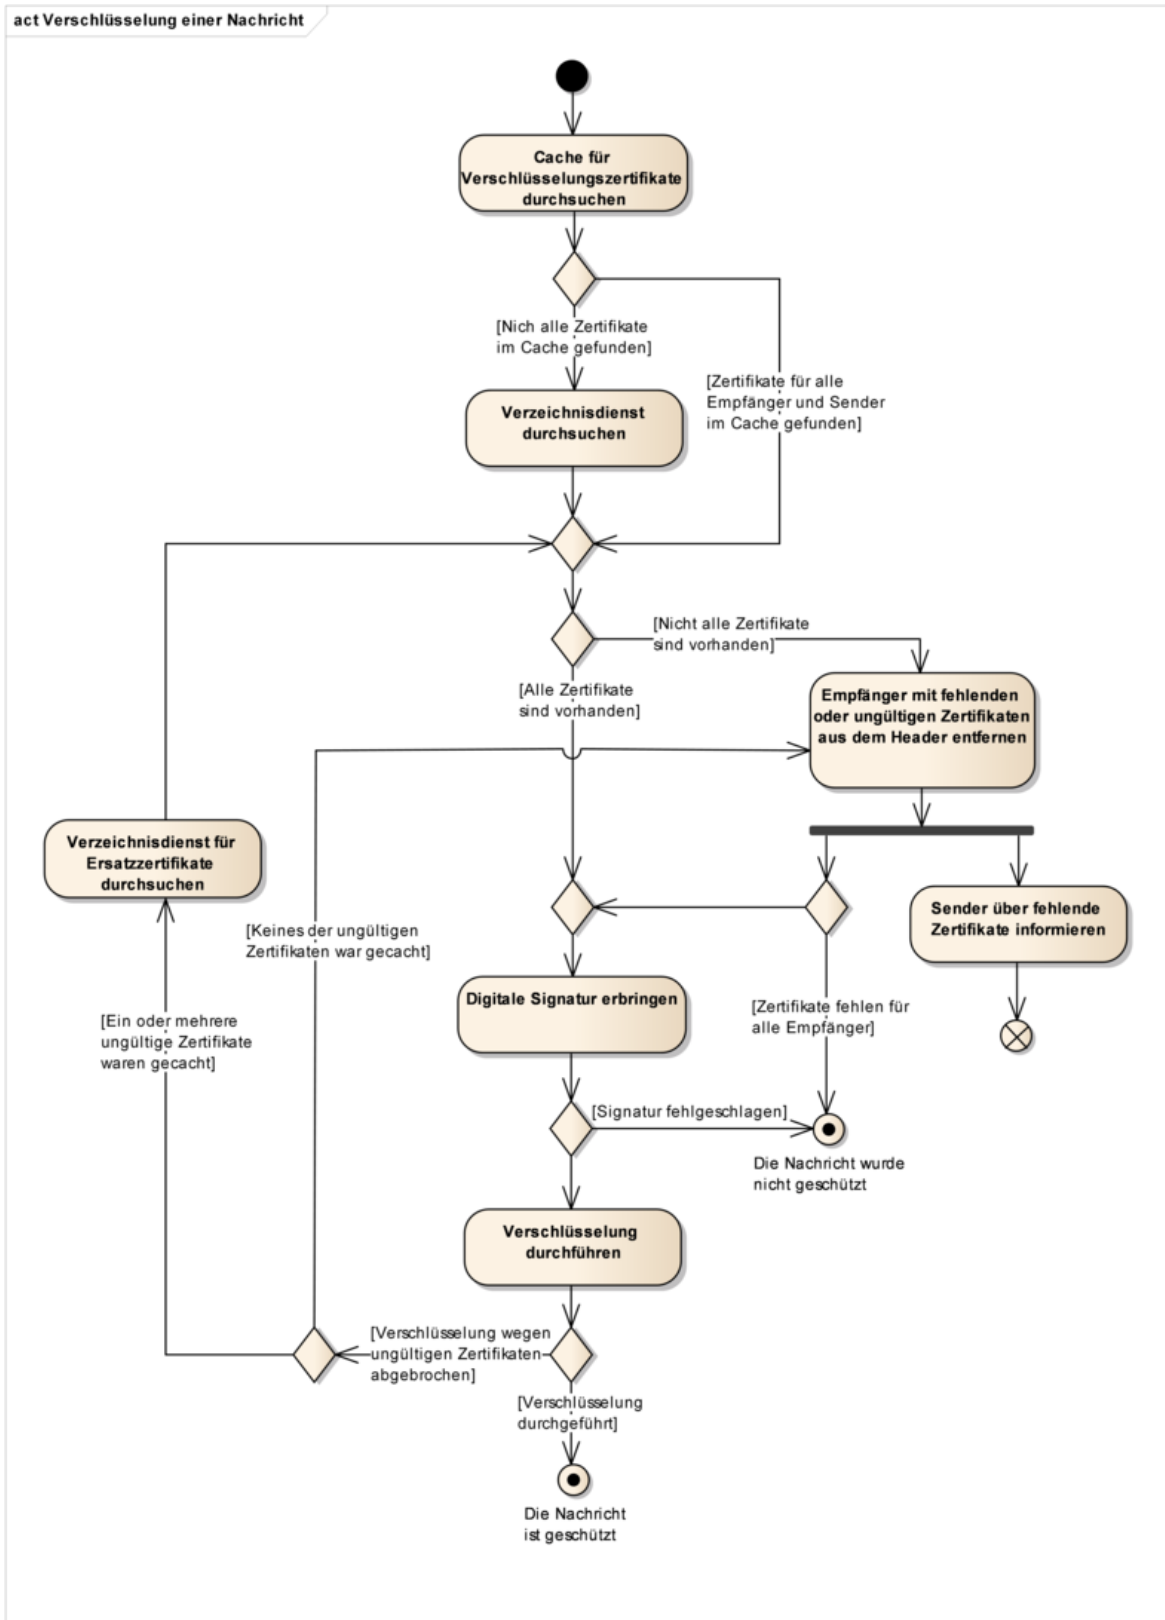 act Verschlüsselung einer Nachricht
Cache für
Verschlüsselungszertifikate
durchsuchen
[Nich alle Zertifikate
im Cache gefunden]
[Zertifikate für alle
Empfänger und Sender
im Cache gefunden]
Verzeichnisdienst
durchsuchen
[Nicht alle Zertifikate
sind vorhanden]
[Alle Zertifikate
sind vorhanden]
Empfänger mit fehlenden
oder ungültigen Zertifikaten
aus dem Header entfernen
Verzeichnisdienst für
Ersatzzertifikate
durchsuchen
Sender über fehlende
Zertifikate informieren
[Keines der ungültigen
Zertifikaten war gecacht]
Digitale Signatur erbringen
[Zertifikate fehlen für
alle Empfänger]
[Ein oder mehrere
ungültige Zertifikate
waren gecacht]
[Signatur fehlgeschlagen]
Die Nachricht wurde
nicht geschützt
Verschlüsselung
durchführen
[Verschlüsselung wegen
ungültigen Zertifikaten
abgebrochen]
[Verschlüsselung
durchgeführt]
Die Nachricht
ist geschützt